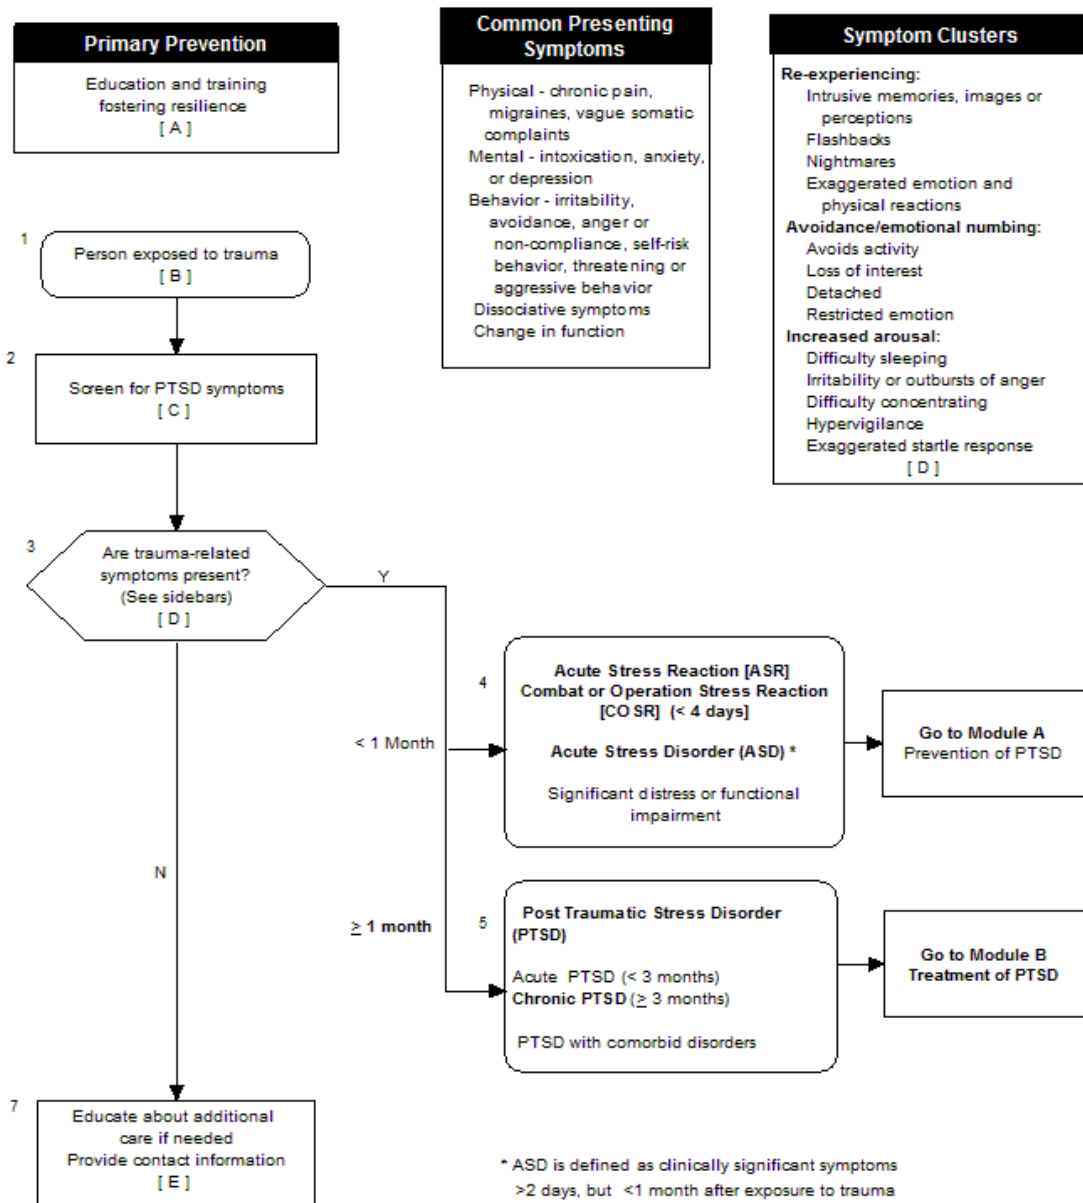 Primary Prevention
Education and training
fostering resilience
[ A ]
Common Presenting
Symptoms
Physical - chronic pain,
migraines, vague somatic
complaints
Mental - intoxication, anxiety,
or depression
Behavior - irritability,
avoidance, anger or
non-compliance, self-risk
behavior, threatening or
aggressive behavior
Dissociative symptoms
Change in function
Symptom Clusters
Re-experiencing:
Intrusive memories, images or
perceptions
Flashbacks
Nightmares
Exaggerated emotion and
physical reactions
Avoidance/emotional numbing:
Avoids activity
Loss of interest
Detached
Restricted emotion
Increased arousal:
Difficulty sleeping
Irritability or outbursts of anger
Difficulty concentrating
Hypervigilance
Exaggerated startle response
[ D ]
1
Person exposed to trauma
[ B ]
2
Screen for PTSD symptoms
[ C ]
3
Are trauma-related
symptoms present?
(See sidebars)
[ D ]
Y
N
< 1 Month
4
Acute Stress Reaction [ASR]
Combat or Operation Stress Reaction
[COSR] (< 4 days]
Acute Stress Disorder (ASD) *
Significant distress or functional
impairment
Go to Module A
Prevention of PTSD
≥ 1 month
5
Post Traumatic Stress Disorder
(PTSD)
Acute PTSD (< 3 months)
Chronic PTSD (≥ 3 months)
PTSD with comorbid disorders
Go to Module B
Treatment of PTSD
7
Educate about additional
care if needed
Provide contact information
[ E ]
* ASD is defined as clinically significant symptoms
>2 days, but <1 month after exposure to trauma